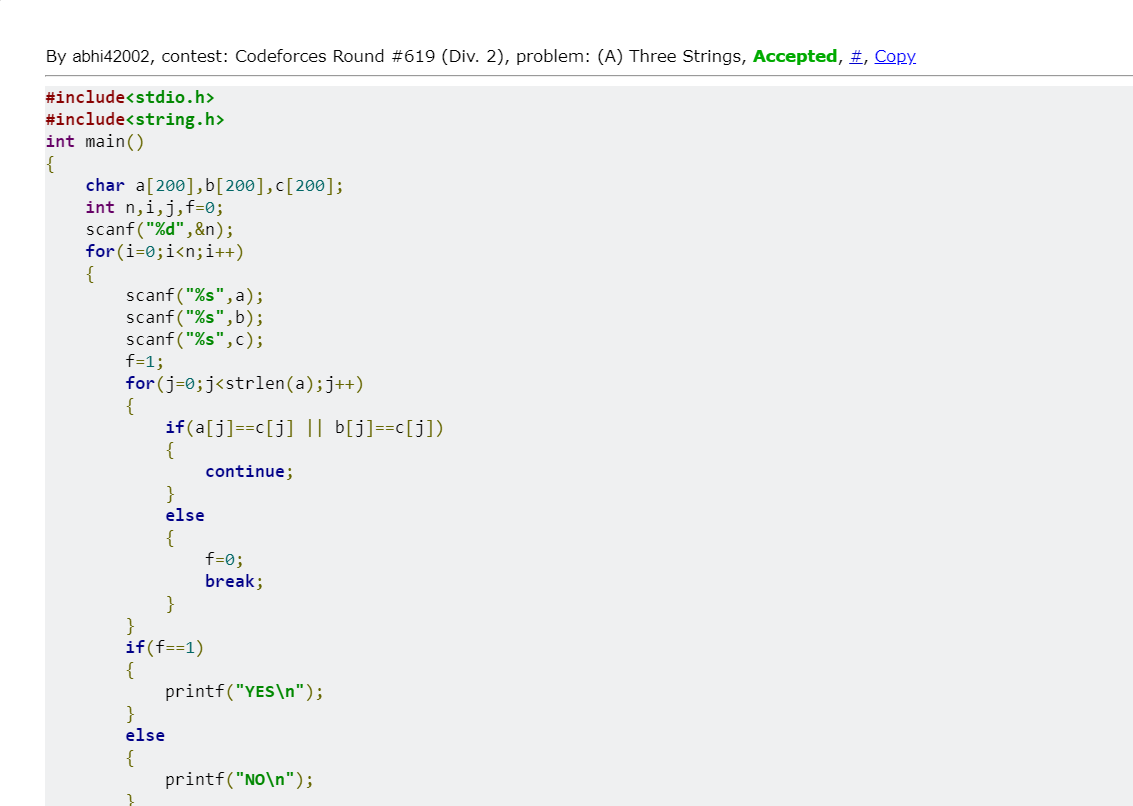 By abhi42002, contest: Codeforces Round #619 (Div. 2), problem: (A) Three Strings, Accepted, #, Copy
#include<stdio.h>
#include<string.h>
int main()
{
    char a[200],b[200],c[200];
    int n,i,j,f=0;
    scanf("%d",&n);
    for(i=0;i<n;i++)
    {
        scanf("%s",a);
        scanf("%s",b);
        scanf("%s",c);
        f=1;
        for(j=0;j<strlen(a);j++)
        {
            if(a[j]==c[j] || b[j]==c[j])
            {
                continue;
            }
            else
            {
                f=0;
                break;
            }
        }
        if(f==1)
        {
            printf("YES\n");
        }
        else
        {
            printf("NO\n");
        }